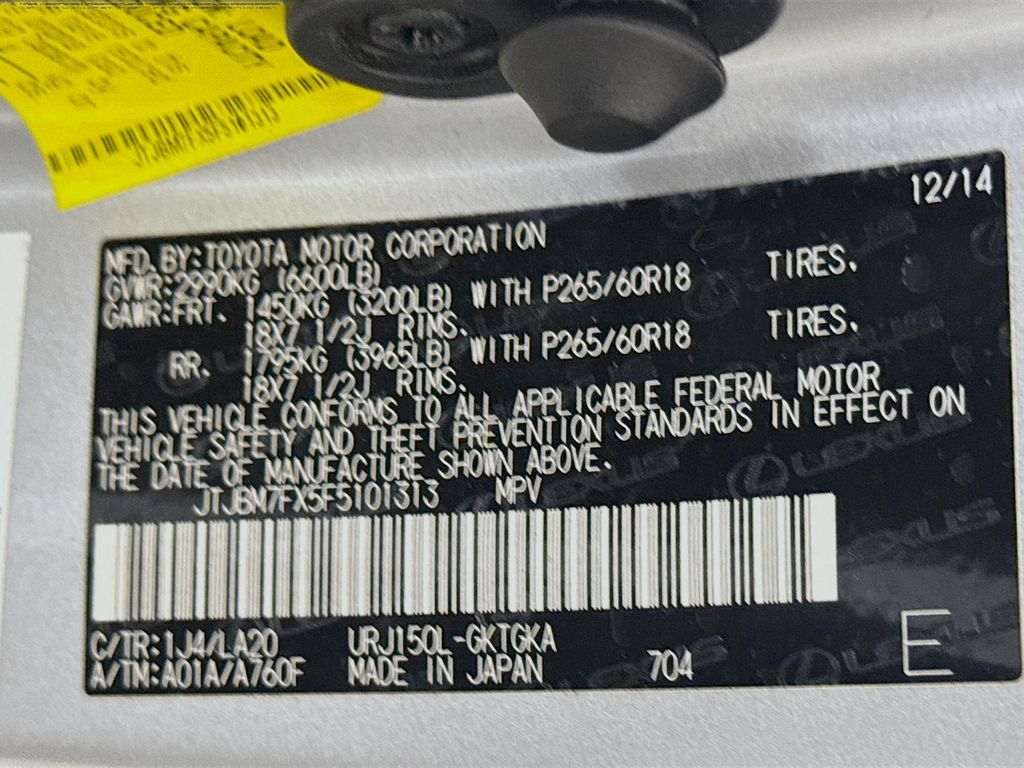 JTJBM7FX5F5101313
12/14
MFD.BY:TOYOTA MOTOR CORPORATION
GVWR:2990KG (6600LB)
GAWR:FRT. 1450KG (3200LB) WITH P265/60R18 TIRES.
18X7 1/2J RIMS.
RR. 1795KG (3965LB) WITH P265/60R18 TIRES.
18X7 1/2J RIMS.
THIS VEHICLE CONFORMS TO ALL APPLICABLE FEDERAL MOTOR
VEHICLE SAFETY AND THEFT PREVENTION STANDARDS IN EFFECT ON
THE DATE OF MANUFACTURE SHOWN ABOVE.
JTJBM7FX5F5101313 MPV
LEXUS
LEXUS
C/TR:1J4/LA20 URJ150L-GKTGKA
A/TM:A01A/A760F MADE IN JAPAN 704
E